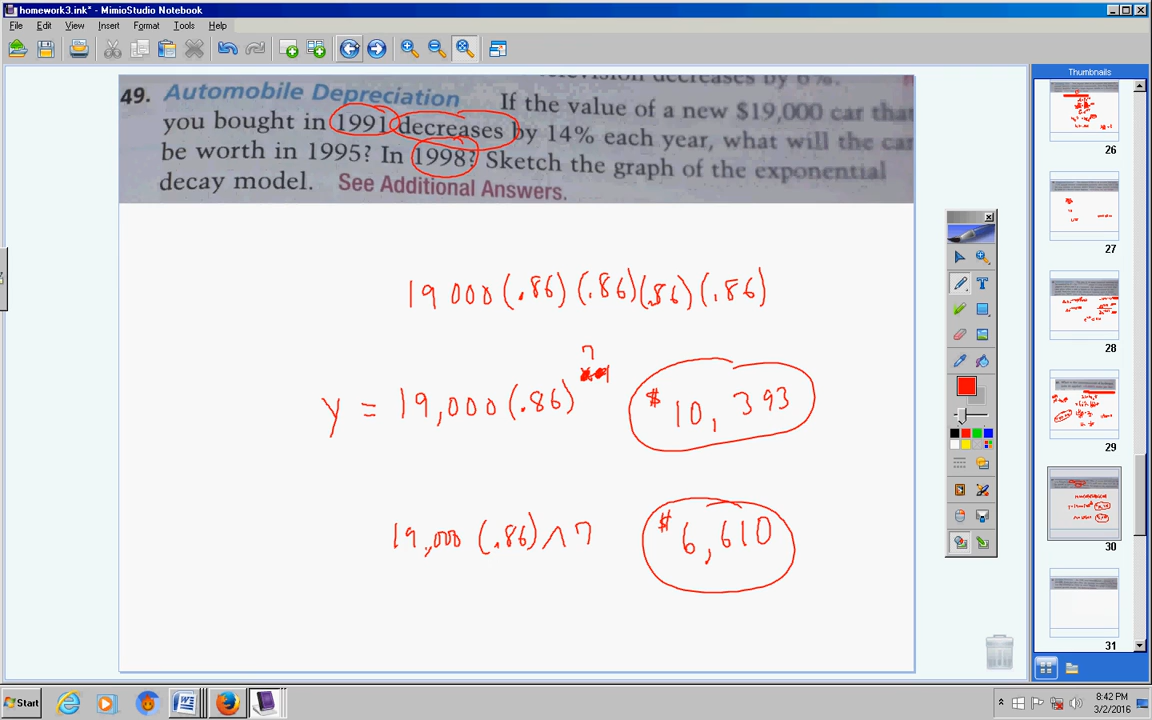 homework3.ink* - MimioStudio Notebook
File Edit View Insert Format Tools Help
Thumbnails
49. Automobile Depreciation If the value of a new $19,000 car that
you bought in 1991 decreases by 14% each year, what will the car
be worth in 1995? In 1998? Sketch the graph of the exponential
decay model. See Additional Answers.
19 000 (.86) (.86) (.86) (.86)
7
y = 19,000 (.86)
$10,393
19,000 (.86) ^ 7
$6,610
26
27
28
29
30
31
Start
8:42 PM
3/2/2016